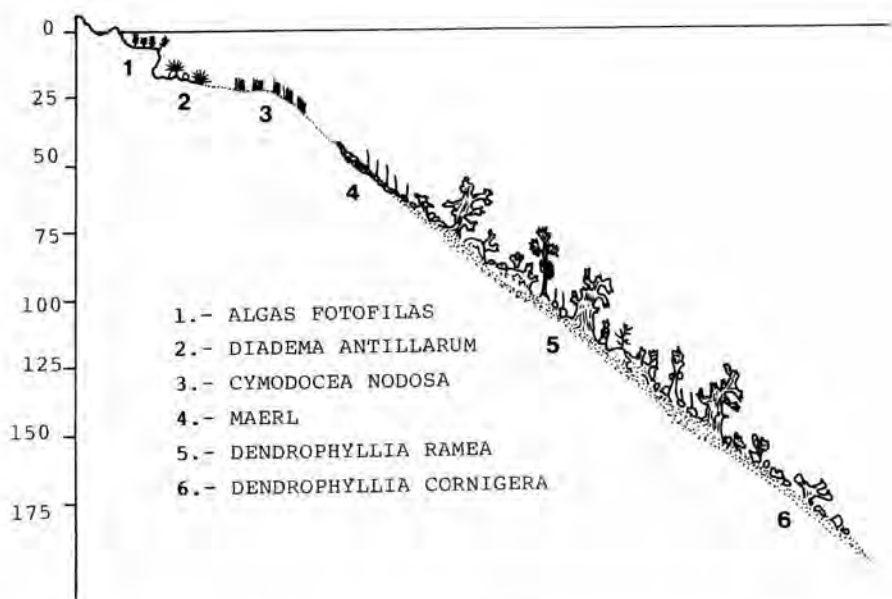 0
25
50
75
100
125
150
175
1
2
3
4
5
6
1.- ALGAS FOTOFILAS
2.- DIADEMA ANTILLARUM
3.- CYMODOCEA NODOSA
4.- MAERL
5.- DENDROPHYLLIA RAMEA
6.- DENDROPHYLLIA CORNIGERA